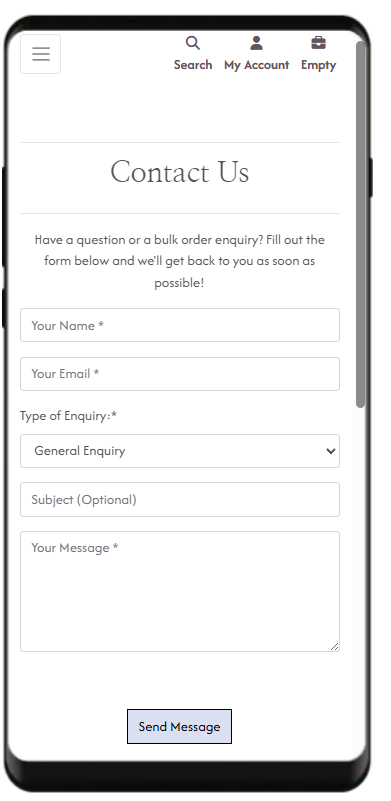 Search My Account Empty
Contact Us
Have a question or a bulk order enquiry? Fill out the
form below and we'll get back to you as soon as
possible!
Your Name *
Your Email *
Type of Enquiry:*
General Enquiry
Subject (Optional)
Your Message *
Send Message